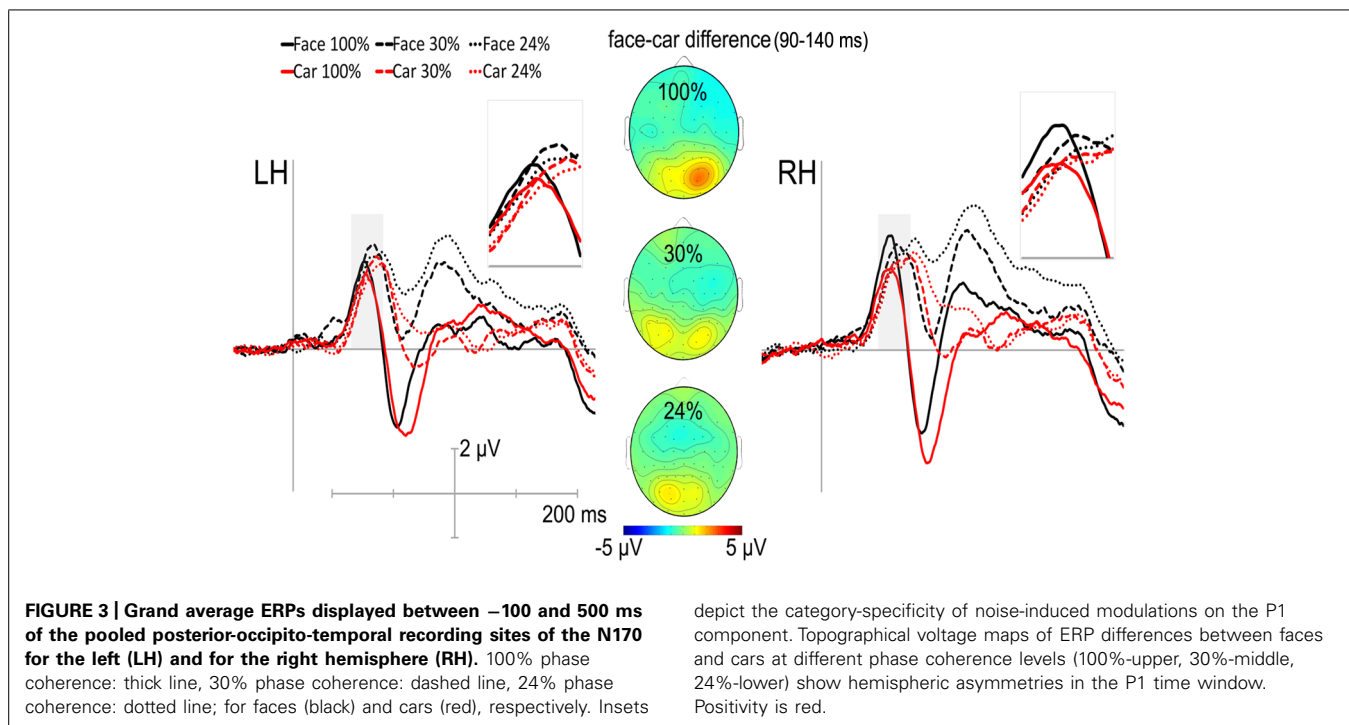 Face 100% Face 30% Face 24%
Car 100% Car 30% Car 24%
face-car difference (90-140 ms)
100%
LH
RH
30%
24%
2 µV
200 ms
-5 µV 5 µV
FIGURE 3 | Grand average ERPs displayed between −100 and 500 ms
of the pooled posterior-occipito-temporal recording sites of the N170
for the left (LH) and for the right hemisphere (RH). 100% phase
coherence: thick line, 30% phase coherence: dashed line, 24% phase
coherence: dotted line; for faces (black) and cars (red), respectively. Insets
depict the category-specificity of noise-induced modulations on the P1
component. Topographical voltage maps of ERP differences between faces
and cars at different phase coherence levels (100%-upper, 30%-middle,
24%-lower) show hemispheric asymmetries in the P1 time window.
Positivity is red.